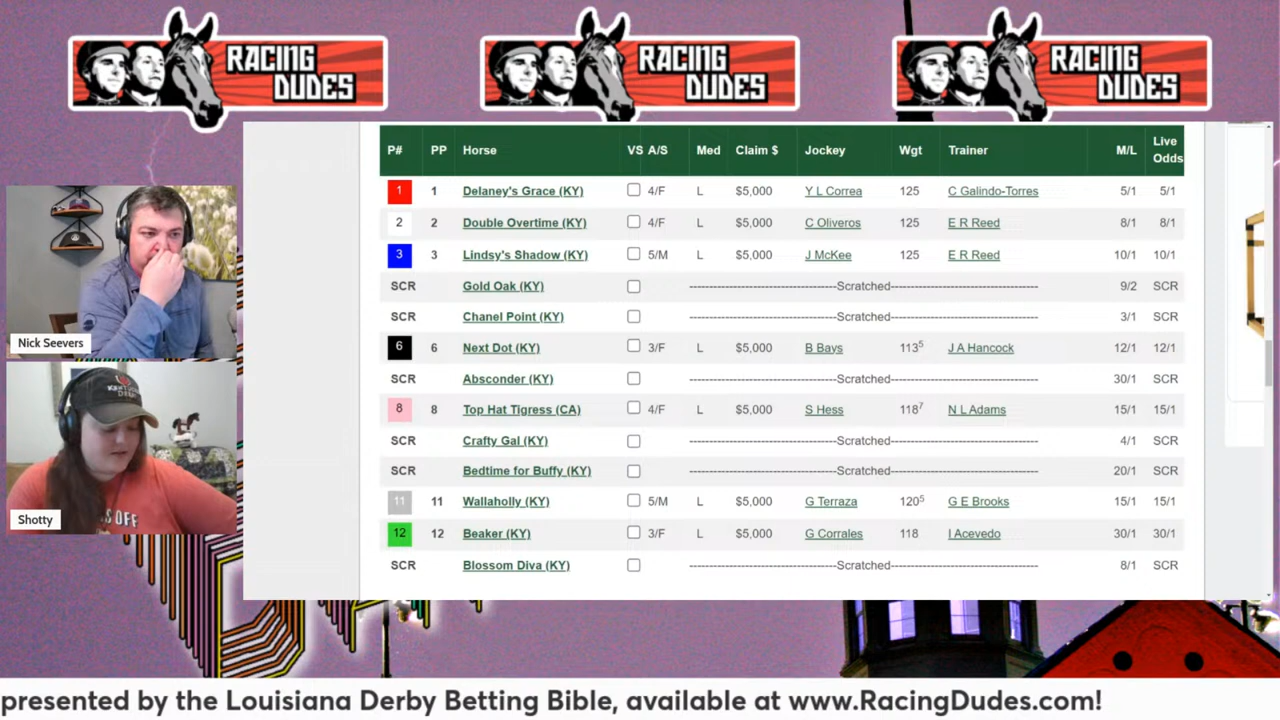 RACING DUDES
RACING DUDES
RACING DUDES
P# PP Horse VS A/S Med Claim $ Jockey Wgt Trainer M/L Live Odds
1 1 Delaney's Grace (KY) 4/F L $5,000 Y L Correa 125 C Galindo-Torres 5/1 5/1
2 2 Double Overtime (KY) 4/F L $5,000 C Oliveros 125 E R Reed 8/1 8/1
3 3 Lindsy's Shadow (KY) 5/M L $5,000 J McKee 125 E R Reed 10/1 10/1
SCR Gold Oak (KY) Scratched 9/2 SCR
SCR Chanel Point (KY) Scratched 3/1 SCR
6 6 Next Dot (KY) 3/F L $5,000 B Bays 113⁵ J A Hancock 12/1 12/1
SCR Absconder (KY) Scratched 30/1 SCR
8 8 Top Hat Tigress (CA) 4/F L $5,000 S Hess 118⁷ N L Adams 15/1 15/1
SCR Crafty Gal (KY) Scratched 4/1 SCR
SCR Bedtime for Buffy (KY) Scratched 20/1 SCR
11 11 Wallaholly (KY) 5/M L $5,000 G Terraza 120⁵ G E Brooks 15/1 15/1
12 12 Beaker (KY) 3/F L $5,000 G Corrales 118 I Acevedo 30/1 30/1
SCR Blossom Diva (KY) Scratched 8/1 SCR
Nick Seevers
Shotty
presented by the Louisiana Derby Betting Bible, available at www.RacingDudes.com!